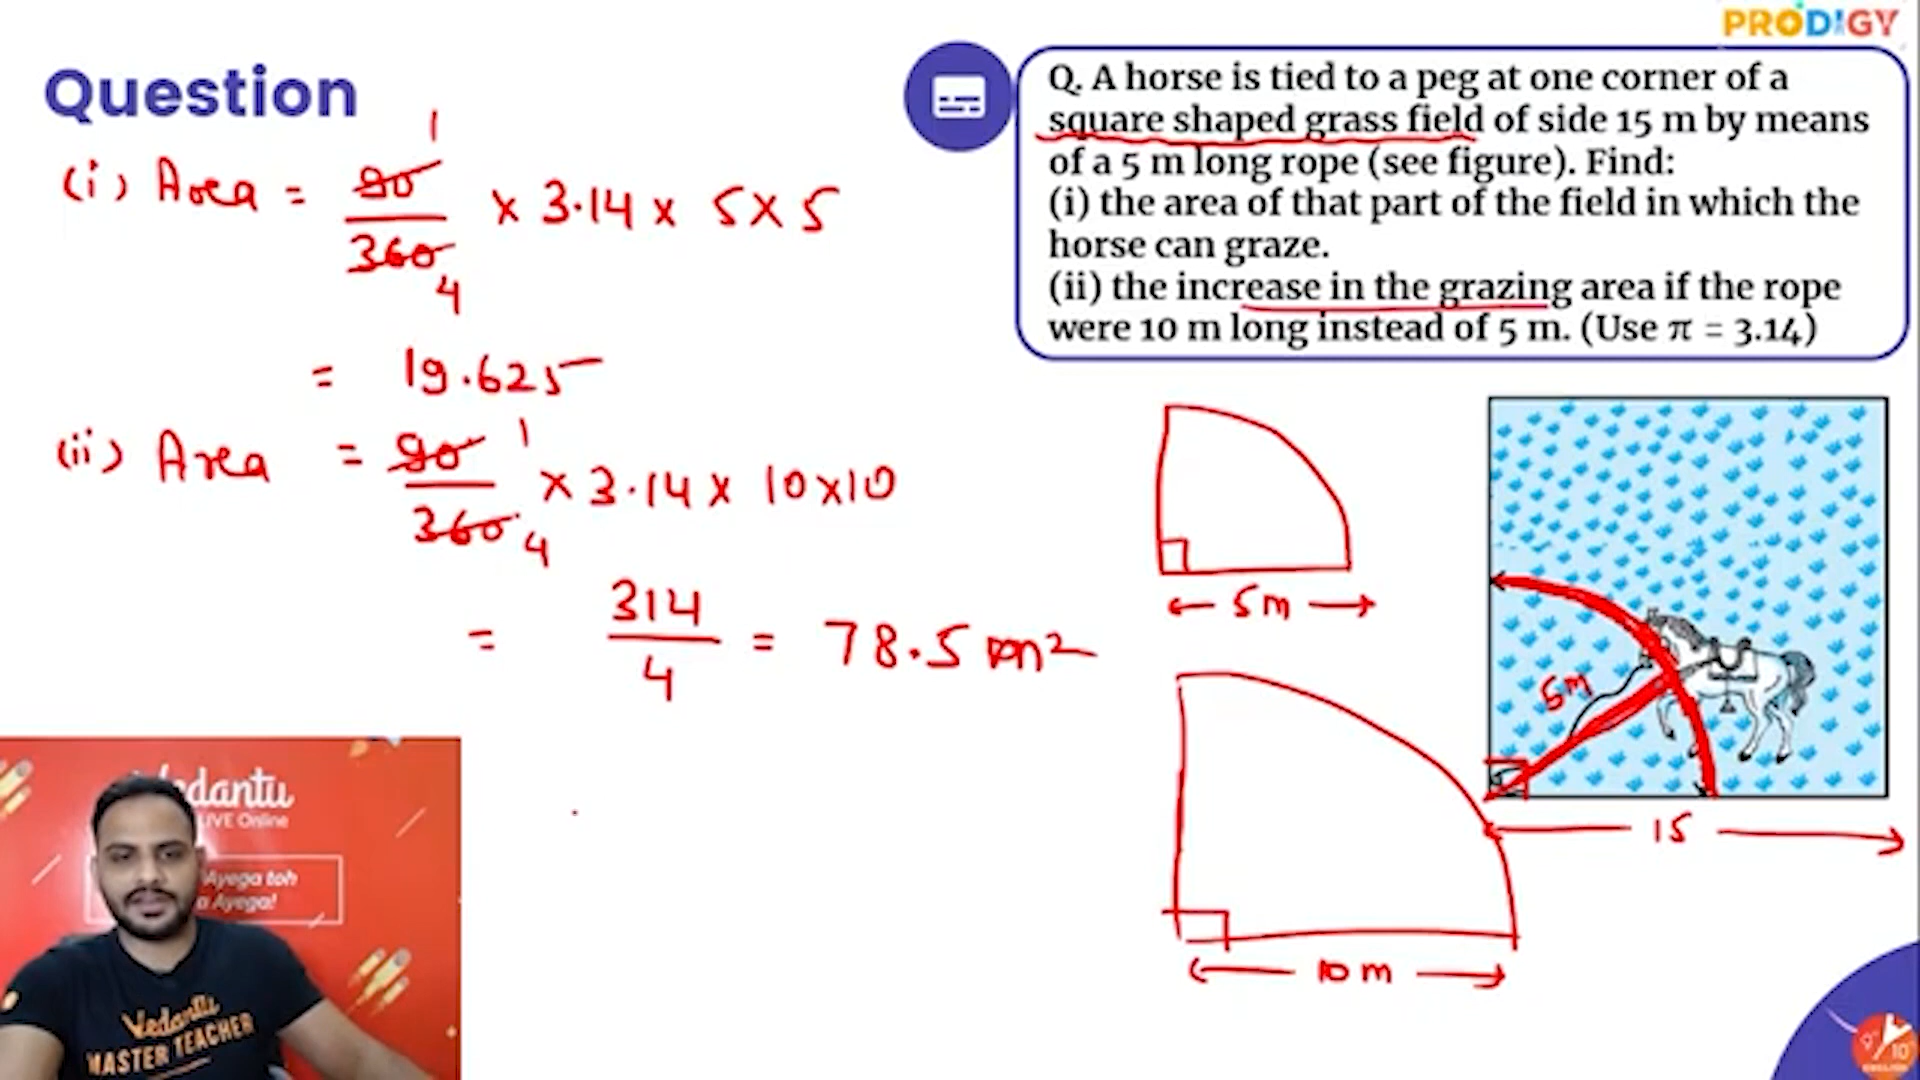 PRODIGY
Question
Q. A horse is tied to a peg at one corner of a
square shaped grass field of side 15 m by means
of a 5 m long rope (see figure). Find:
(i) the area of that part of the field in which the
horse can graze.
(ii) the increase in the grazing area if the rope
were 10 m long instead of 5 m. (Use π = 3.14)
(i) Area = 90/360 × 3.14 × 5 × 5
1
4
= 19.625
(ii) Area = 90/360 × 3.14 × 10 × 10
1
4
= 314/4 = 78.5 m²
5m
5m
15
10 m
Vedantu
LIVE Online
Ayega toh
a Ayega!
Vedantu
MASTER TEACHER
9
10
ENGLISH